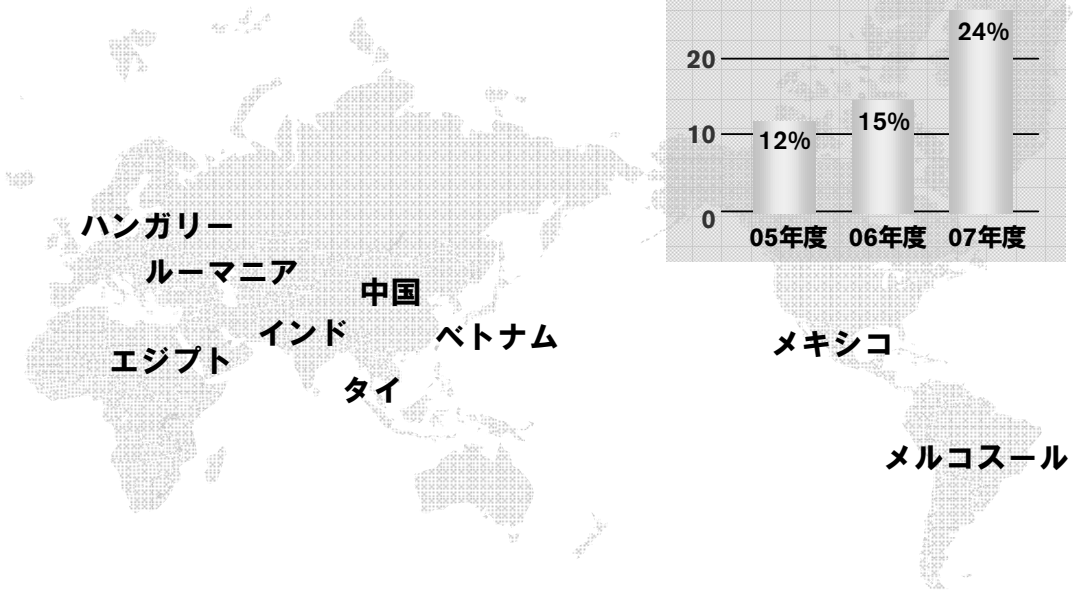 24%
20
15%
10
12%
0
05年度 06年度 07年度
ハンガリー
ルーマニア
中国
インド
ベトナム
メキシコ
エジプト
タイ
メルコスール